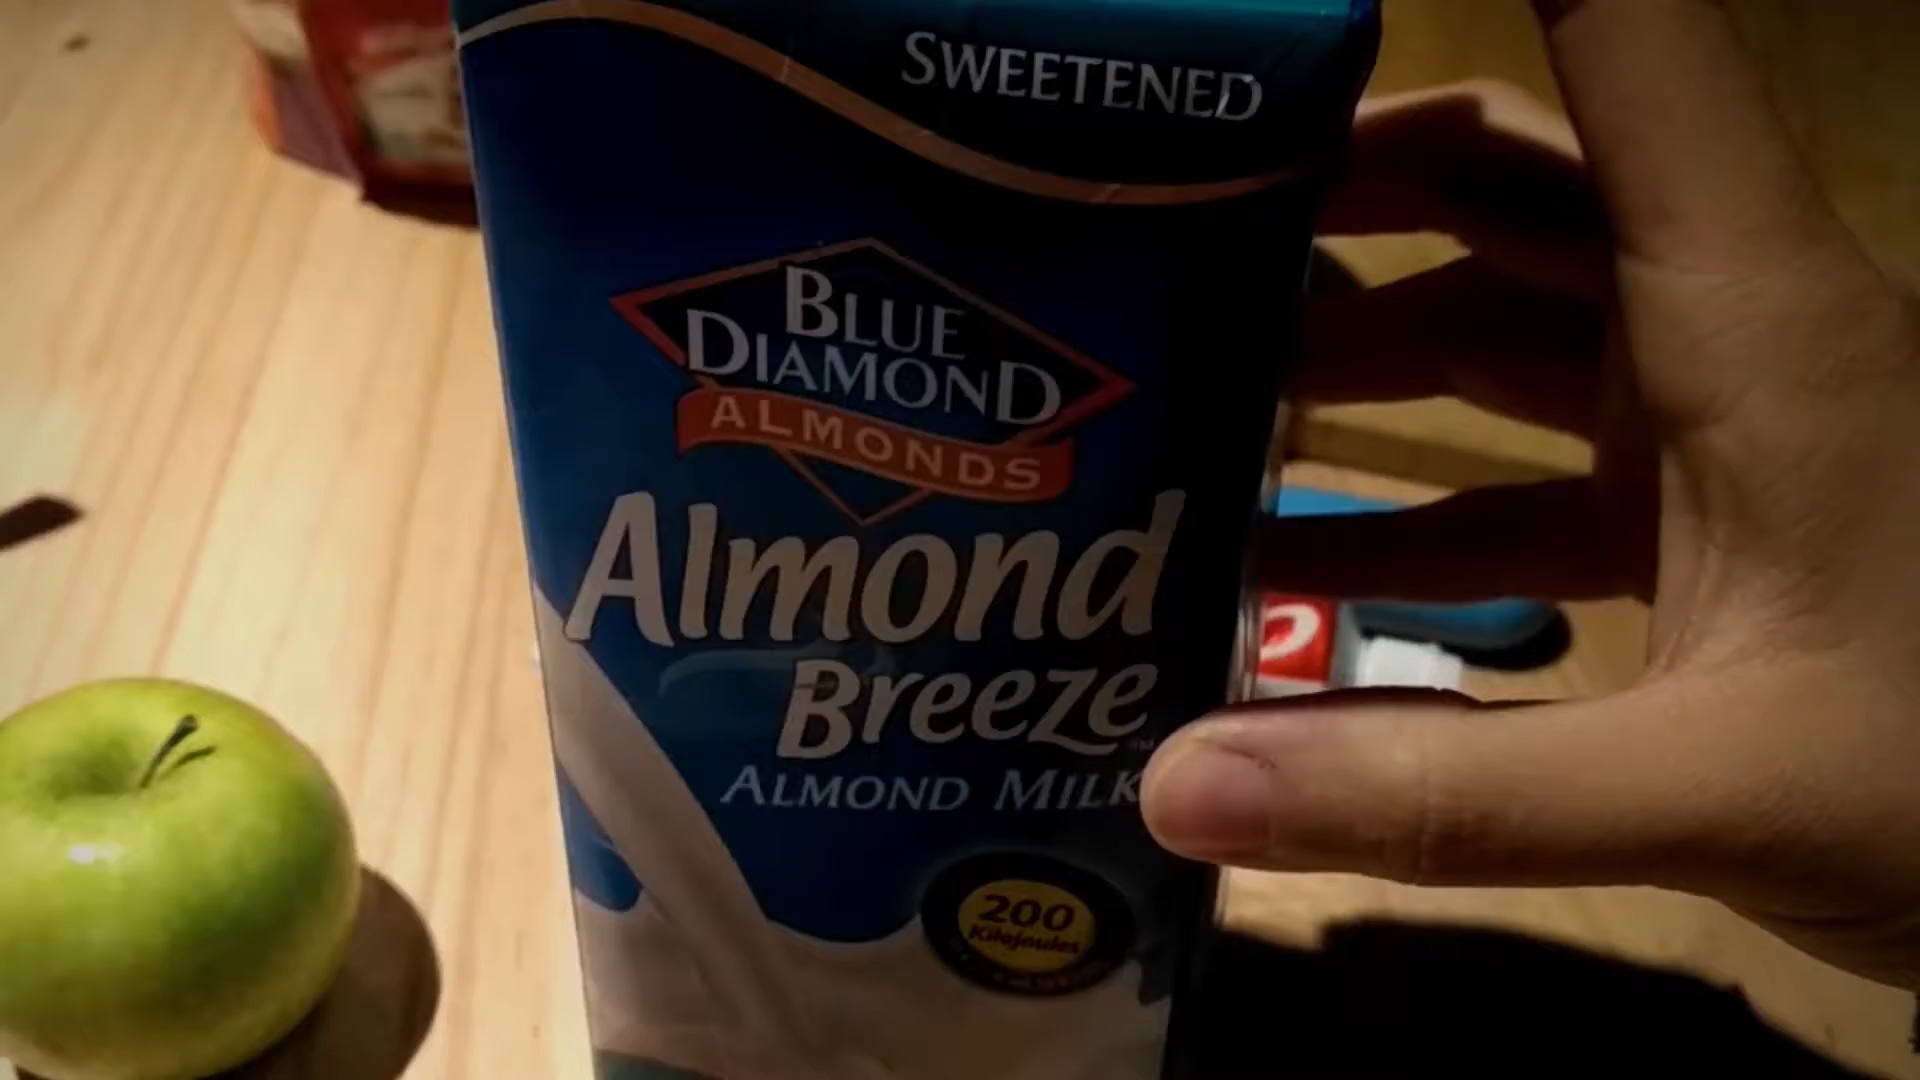 SWEETENED
BLUE
DIAMOND
ALMONDS
Almond
Breeze
ALMOND MILK
200
Kilojoules